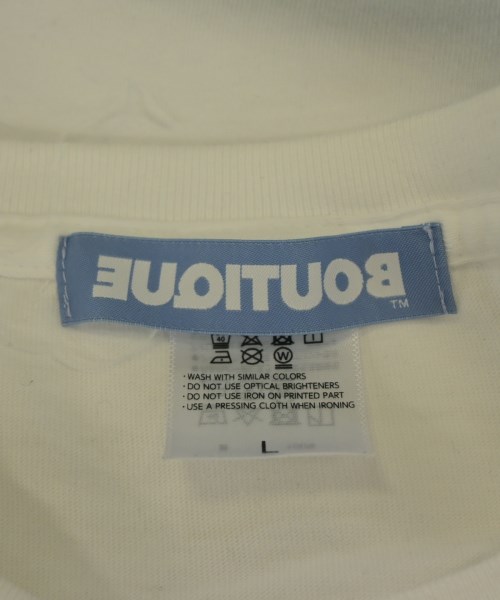 BOUTIQUE
TM
40
W
· WASH WITH SIMILAR COLORS
· DO NOT USE OPTICAL BRIGHTENERS
· DO NOT USE IRON ON PRINTED PART
· USE A PRESSING CLOTH WHEN IRONING
L